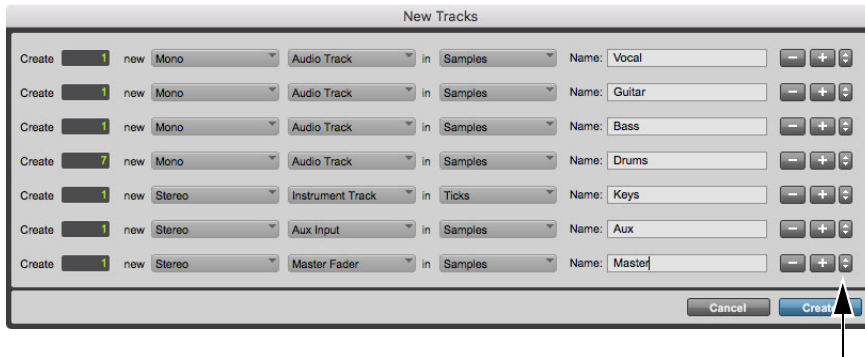 New Tracks
Create 1 new Mono Audio Track in Samples Name: Vocal
Create 1 new Mono Audio Track in Samples Name: Guitar
Create 1 new Mono Audio Track in Samples Name: Bass
Create 7 new Mono Audio Track in Samples Name: Drums
Create 1 new Stereo Instrument Track in Ticks Name: Keys
Create 1 new Stereo Aux Input in Samples Name: Aux
Create 1 new Stereo Master Fader in Samples Name: Master
Cancel Create